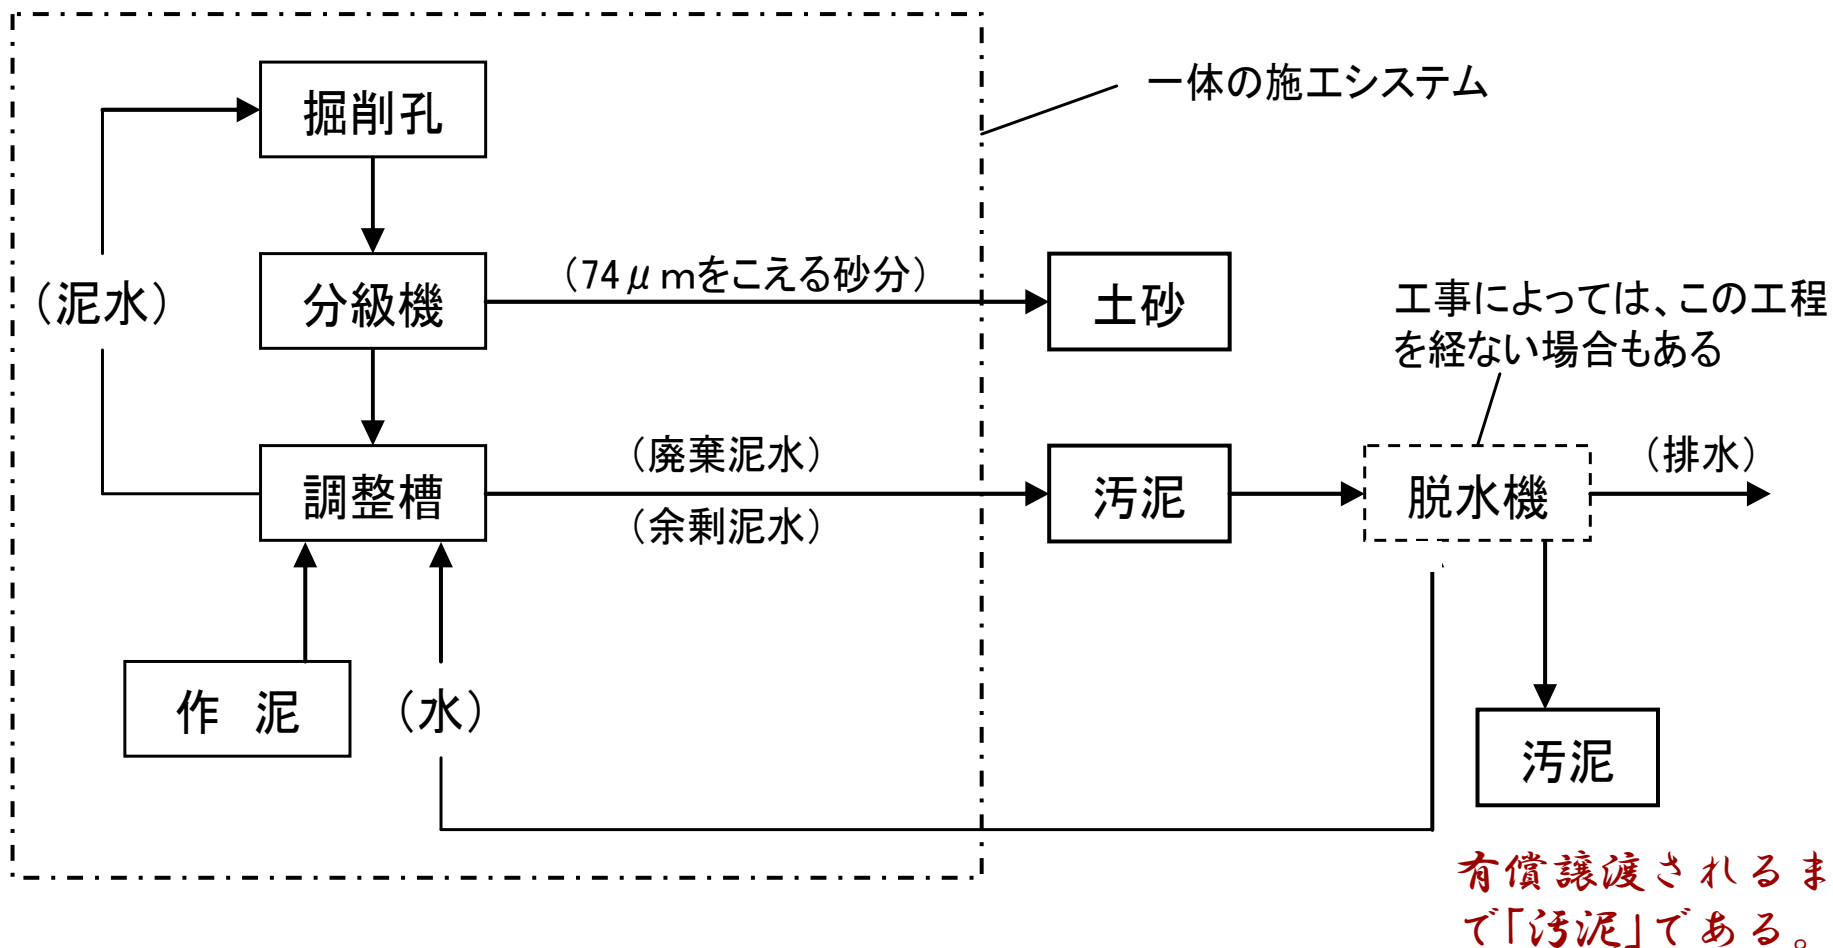 一体の施工システム
掘削孔
（泥水）
分級機
（74μmをこえる砂分）
土砂
工事によっては、この工程
を経ない場合もある
調整槽
（廃棄泥水）
（余剰泥水）
汚泥
脱水機
（排水）
作 泥
（水）
汚泥
有償譲渡されるま
で「汚泥」である。